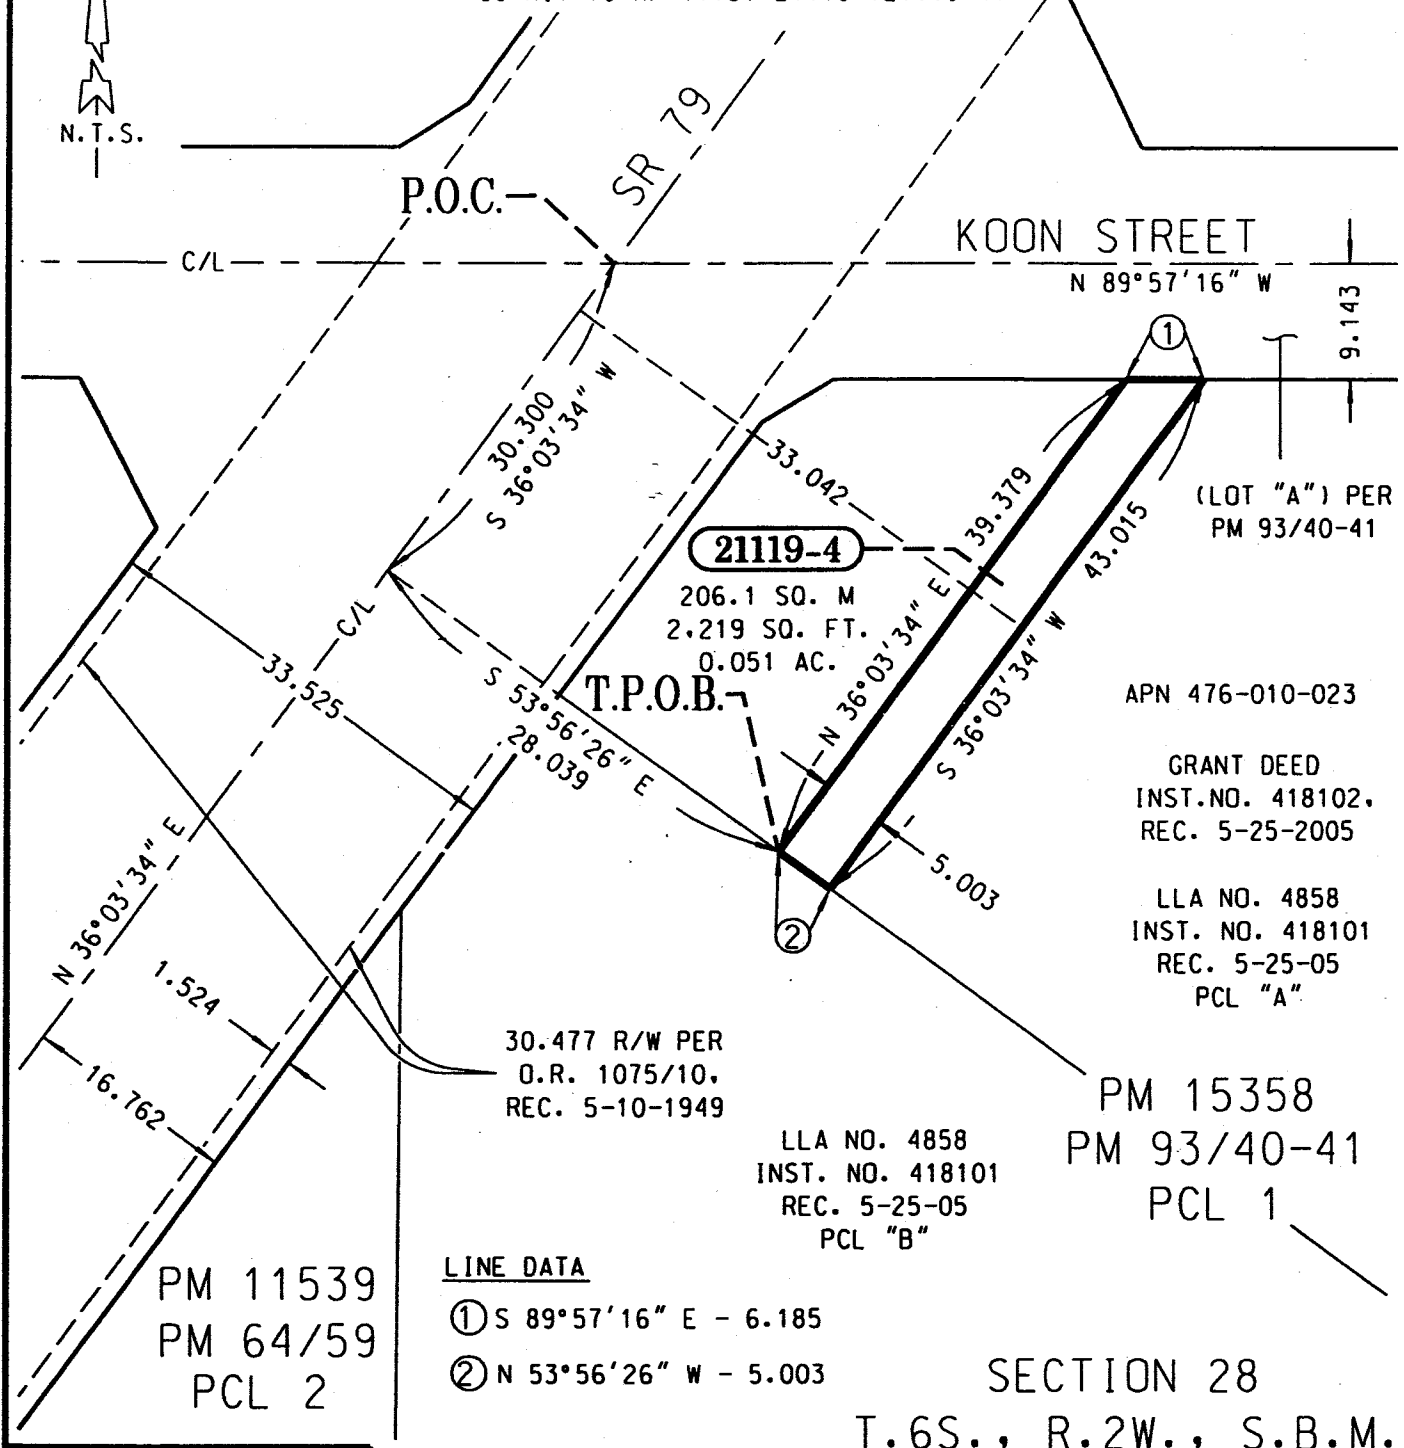 N.T.S.
SR 79
P.O.C.
KOON STREET
C/L
N 89°57'16" W
①
9.143
30.300
S 36°03'34" W
33.042
39.379
N 36°03'34" E
43.015
S 36°03'34" W
(LOT "A") PER
PM 93/40-41
21119-4
206.1 SQ. M
2,219 SQ. FT.
0.051 AC.
C/L
33.525
S 53°56'26" E
28.039
T.P.O.B.
APN 476-010-023
GRANT DEED
INST.NO. 418102,
REC. 5-25-2005
5.003
LLA NO. 4858
INST. NO. 418101
REC. 5-25-05
PCL "A"
②
N 36°03'34" E
1.524
16.762
30.477 R/W PER
O.R. 1075/10,
REC. 5-10-1949
PM 15358
PM 93/40-41
PCL 1
LLA NO. 4858
INST. NO. 418101
REC. 5-25-05
PCL "B"
PM 11539
PM 64/59
PCL 2
LINE DATA
① S 89°57'16" E - 6.185
② N 53°56'26" W - 5.003
SECTION 28
T.6S., R.2W., S.B.M.